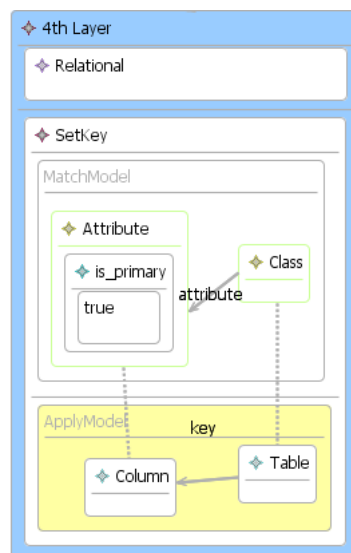 4th Layer
Relational
SetKey
MatchModel
Attribute
is_primary
true
Class
attribute
ApplyModel
key
Column
Table